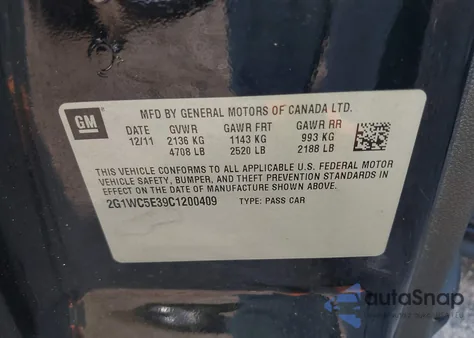 GM
MFD BY GENERAL MOTORS OF CANADA LTD.
DATE GVWR GAWR FRT GAWR RR
12/11 2136 KG 1143 KG 993 KG
4708 LB 2520 LB 2188 LB
THIS VEHICLE CONFORMS TO ALL APPLICABLE U.S. FEDERAL MOTOR
VEHICLE SAFETY, BUMPER, AND THEFT PREVENTION STANDARDS IN
EFFECT ON THE DATE OF MANUFACTURE SHOWN ABOVE.
2G1WC5E39C1200409 TYPE: PASS CAR
autoSnap